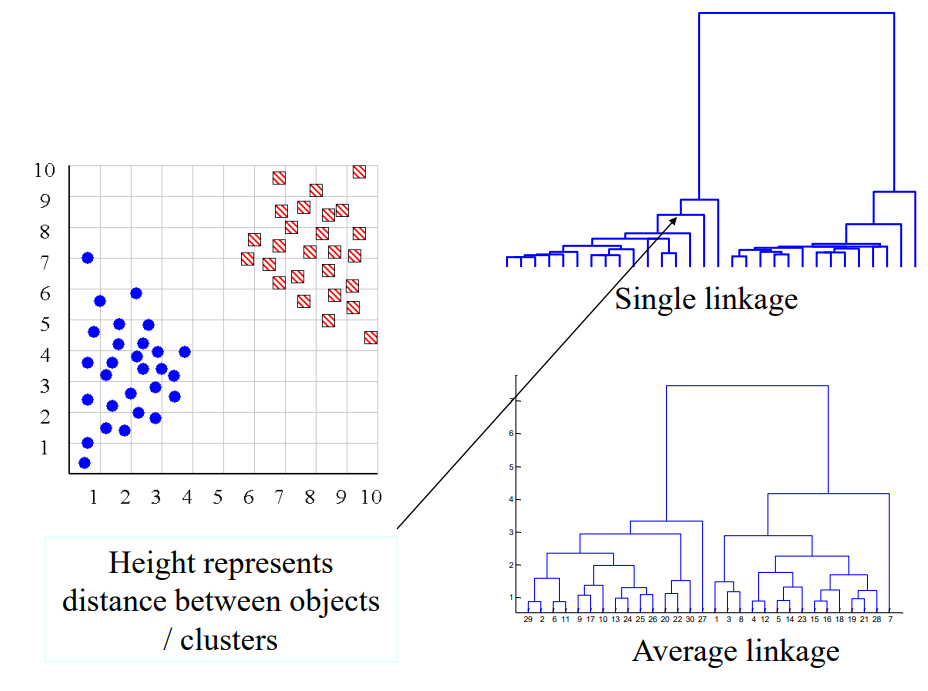 10
9
8
7
6
5
4
3
2
1
1 2 3 4 5 6 7 8 9 10
Height represents
distance between objects
/ clusters
Single linkage
6
5
4
3
2
1
29 2 6 11 9 17 10 13 24 25 26 20 22 30 27 1 3 8 4 12 5 14 23 15 16 18 19 21 28 7
Average linkage